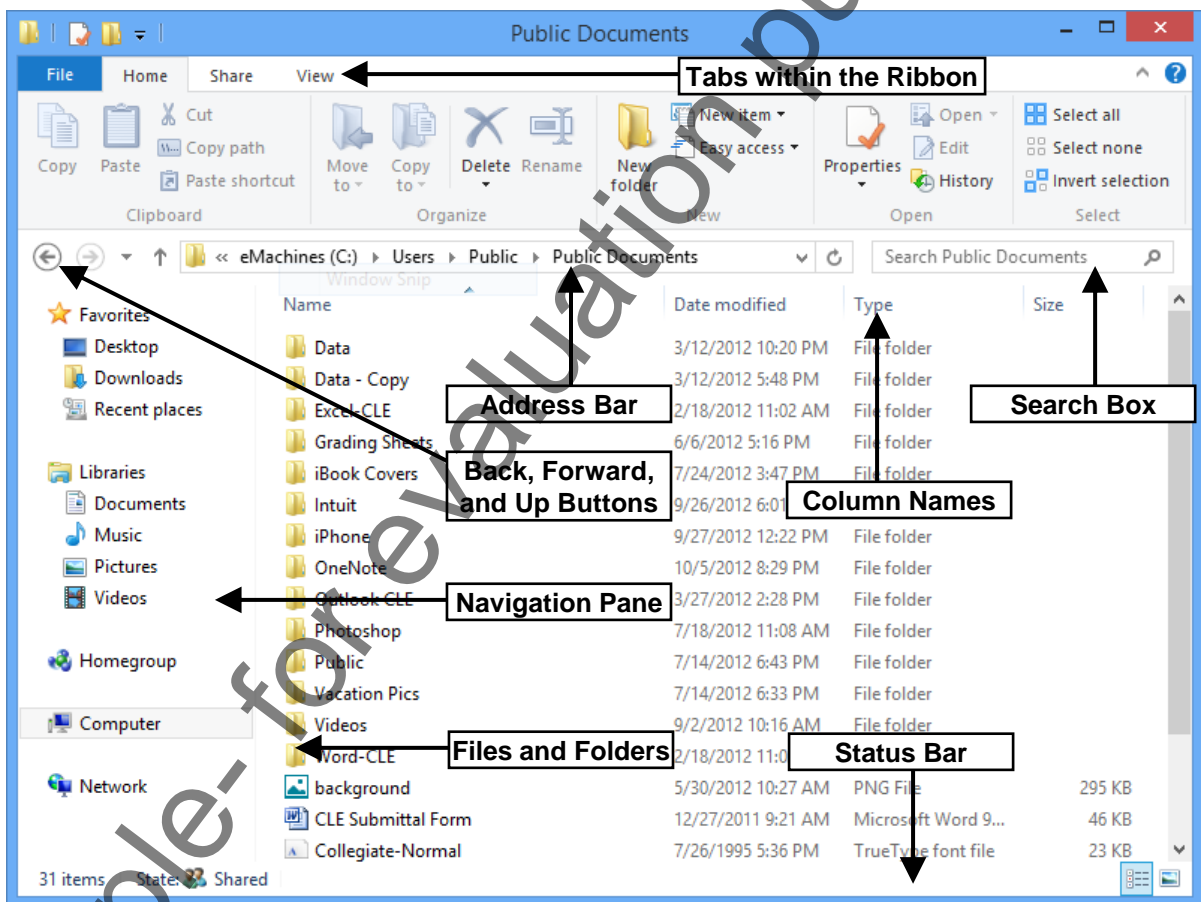 Public Documents
File Home Share View Tabs within the Ribbon
Copy Paste Cut Copy path Paste shortcut Move to Copy to Delete Rename New folder New item Easy access Properties Open Edit History Select all Select none Invert selection
Clipboard Organize New Open Select
« eMachines (C:) Users Public Public Documents Search Public Documents
Window Snip
Favorites
Desktop
Downloads
Recent places
Libraries
Documents
Music
Pictures
Videos
Homegroup
Computer
Network
Name Date modified Type Size
Data 3/12/2012 10:20 PM File folder
Data - Copy 3/12/2012 5:48 PM File folder
Excel-CLE 2/18/2012 11:02 AM
Grading Sheets 6/6/2012 5:16 PM File folder
iBook Covers 7/24/2012 3:47 PM File folder
Intuit 9/26/2012 6:01
iPhone 9/27/2012 12:22 PM File folder
OneNote 10/5/2012 8:29 PM File folder
Outlook CLE 3/27/2012 2:28 PM File folder
Photoshop 7/18/2012 11:08 AM File folder
Public 7/14/2012 6:43 PM File folder
Vacation Pics 7/14/2012 6:33 PM File folder
Videos 9/2/2012 10:16 AM File folder
Word-CLE 2/18/2012
background 5/30/2012 10:27 AM PNG File 295 KB
CLE Submittal Form 12/27/2011 9:21 AM Microsoft Word 9... 46 KB
Collegiate-Normal 7/26/1995 5:36 PM TrueType font file 23 KB
Address Bar
Search Box
Back, Forward,
and Up Buttons
Column Names
Navigation Pane
Files and Folders
Status Bar
31 items State: Shared
for evaluation